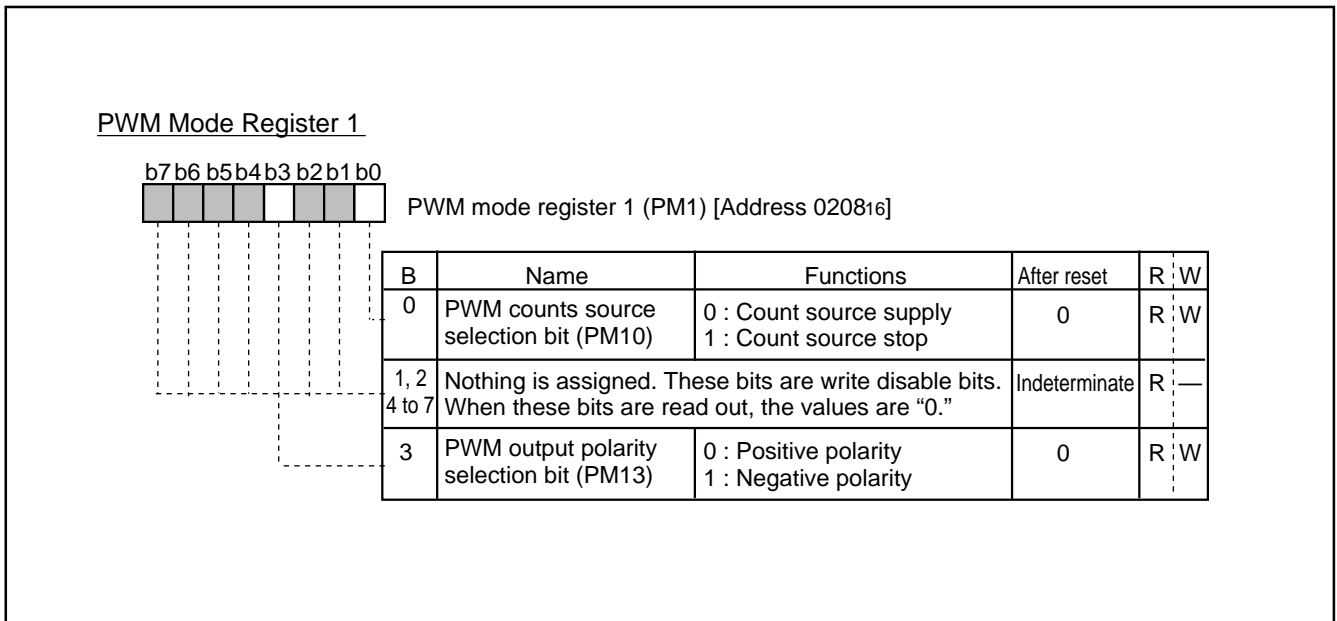 PWM Mode Register 1
b7 b6 b5 b4 b3 b2 b1 b0
PWM mode register 1 (PM1) [Address 020816]
B Name Functions After reset R W
0 PWM counts source selection bit (PM10) 0 : Count source supply 1 : Count source stop 0 R W
1, 2 4 to 7 Nothing is assigned. These bits are write disable bits. When these bits are read out, the values are “0.” Indeterminate R —
3 PWM output polarity selection bit (PM13) 0 : Positive polarity 1 : Negative polarity 0 R W